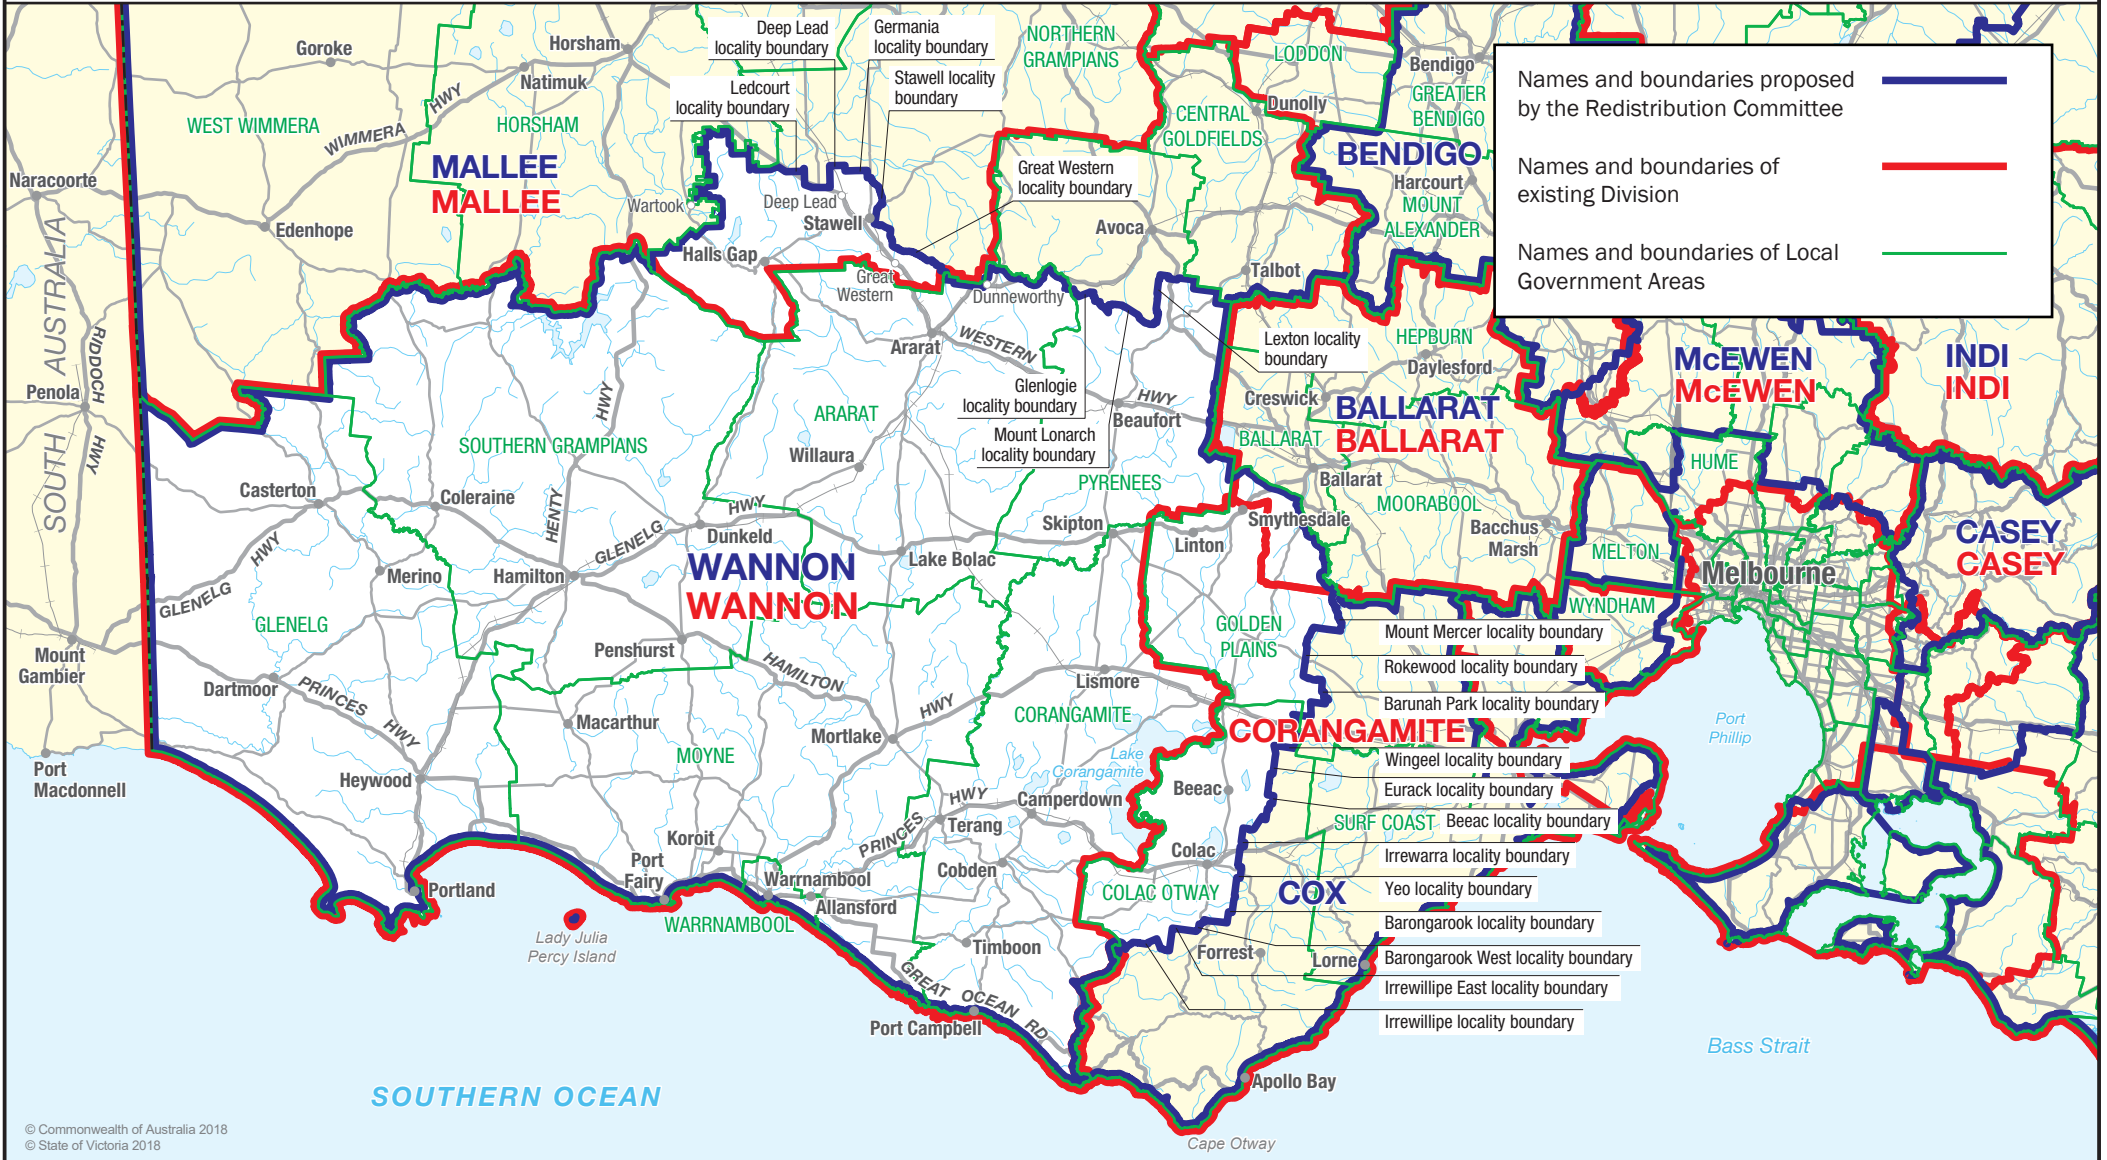 Names and boundaries proposed
by the Redistribution Committee
Names and boundaries of
existing Division
Names and boundaries of Local
Government Areas
Deep Lead
locality boundary
Germania
locality boundary
Ledcourt
locality boundary
Stawell locality
boundary
Great Western
locality boundary
NORTHERN
GRAMPIANS
LODDON
Bendigo
GREATER
BENDIGO
Goroke
Horsham
Natimuk
WEST WIMMERA
WIMMERA
HWY
HORSHAM
MALLEE
MALLEE
CENTRAL
GOLDFIELDS
Dunolly
BENDIGO
Harcourt
MOUNT
ALEXANDER
Naracoorte
Edenhope
Wartook
Deep Lead
Stawell
Halls Gap
Great
Western
Dunneworthy
Avoca
Talbot
SOUTH AUSTRALIA
RIDDOCH
HWY
Penola
Ararat
WESTERN
HWY
Lexton locality
boundary
Glenlogie
locality boundary
Mount Lonarch
locality boundary
HEPBURN
Daylesford
Creswick
McEWEN
McEWEN
INDI
INDI
ARARAT
Beaufort
BALLARAT
BALLARAT
BALLARAT
Ballarat
SOUTHERN GRAMPIANS
HWY
HENTY
Willaura
PYRENEES
HUME
MOORABOOL
Casterton
Coleraine
GLENELG
HWY
Dunkeld
Skipton
Linton
Smythesdale
Bacchus
Marsh
MELTON
CASEY
CASEY
Melbourne
WANNON
WANNON
Lake Bolac
GLENELG
HWY
Merino
Hamilton
GLENELG
WYNDHAM
Penshurst
HAMILTON
HWY
GOLDEN
PLAINS
Mount Mercer locality boundary
Rokewood locality boundary
Barunah Park locality boundary
Mount
Gambier
Dartmoor
PRINCES
HWY
Macarthur
Lismore
CORANGAMITE
CORANGAMITE
Mortlake
MOYNE
Lake
Corangamite
Port
Phillip
Wingeel locality boundary
Eurack locality boundary
Port
Macdonnell
Heywood
Beeac
SURF COAST
Beeac locality boundary
Camperdown
HWY
PRINCES
Terang
Koroit
Port
Fairy
Colac
Irrewarra locality boundary
Portland
Warrnambool
Allansford
Cobden
COLAC OTWAY
COX
Yeo locality boundary
WARRNAMBOOL
Barongarook locality boundary
Lady Julia
Percy Island
Timboon
Forrest
Lorne
Barongarook West locality boundary
GREAT OCEAN RD
Irrewillipe East locality boundary
Port Campbell
Irrewillipe locality boundary
Bass Strait
Apollo Bay
SOUTHERN OCEAN
Cape Otway
© Commonwealth of Australia 2018
© State of Victoria 2018